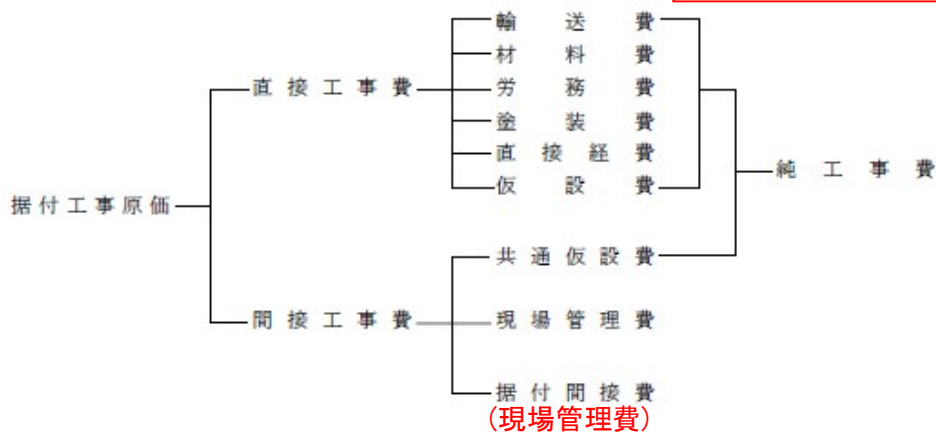 輸送費
材料費
直接工事費
労務費
塗装費
直接経費
純工事費
仮設費
据付工事原価
共通仮設費
間接工事費
現場管理費
据付間接費
(現場管理費)